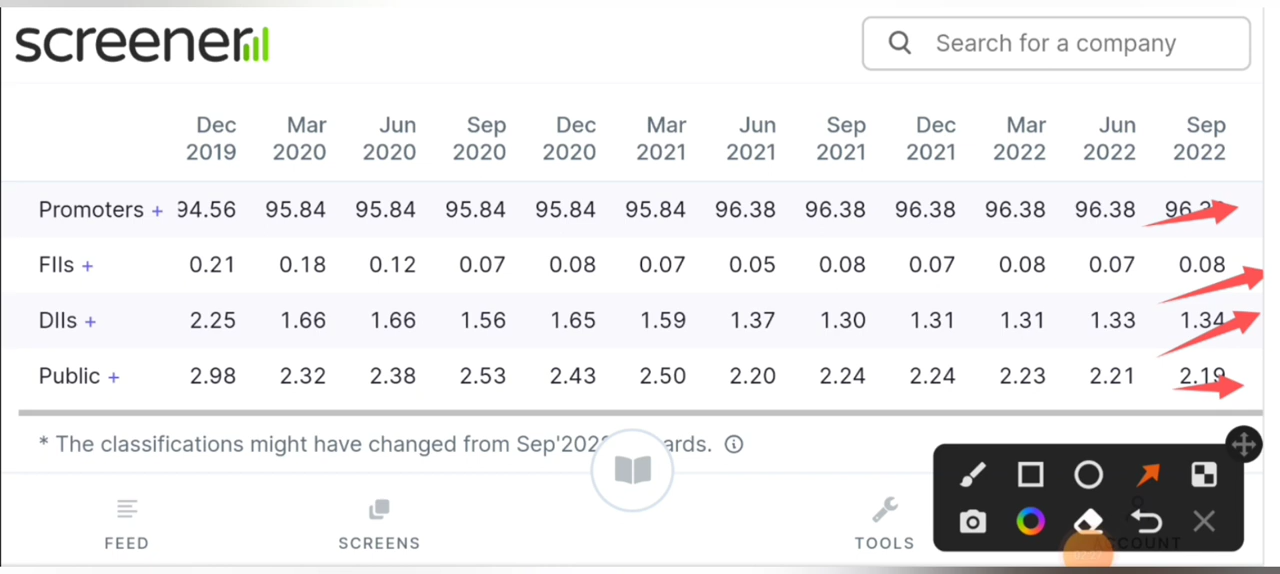 screener
Search for a company
Dec Mar Jun Sep Dec Mar Jun Sep Dec Mar Jun Sep
2019 2020 2020 2020 2020 2021 2021 2021 2021 2022 2022 2022
Promoters + 94.56 95.84 95.84 95.84 95.84 95.84 96.38 96.38 96.38 96.38 96.38
FIIs + 0.21 0.18 0.12 0.07 0.08 0.07 0.05 0.08 0.07 0.08 0.07 0.08
DIIs + 2.25 1.66 1.66 1.56 1.65 1.59 1.37 1.30 1.31 1.31 1.33 1.34
Public + 2.98 2.32 2.38 2.53 2.43 2.50 2.20 2.24 2.24 2.23 2.21 2.19
* The classifications might have changed from
FEED SCREENS TOOLS